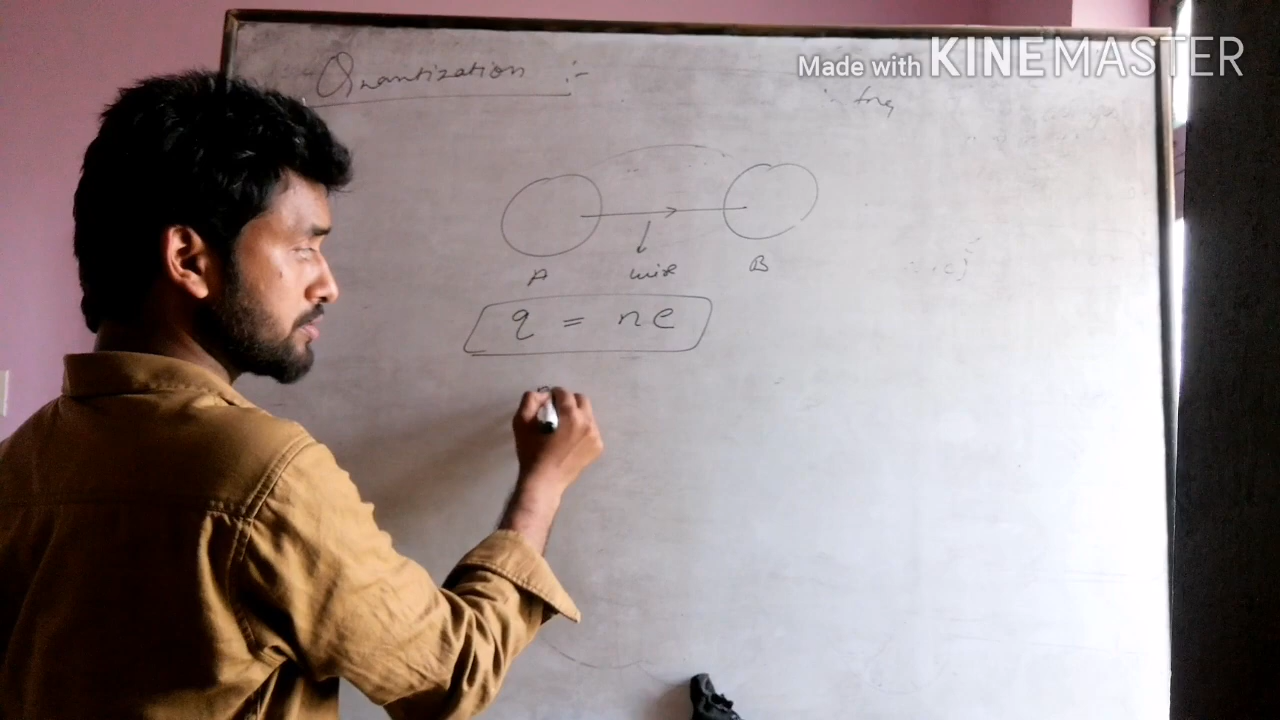 Made with KINEMASTER
Quantization :-
A wire B
q = ne